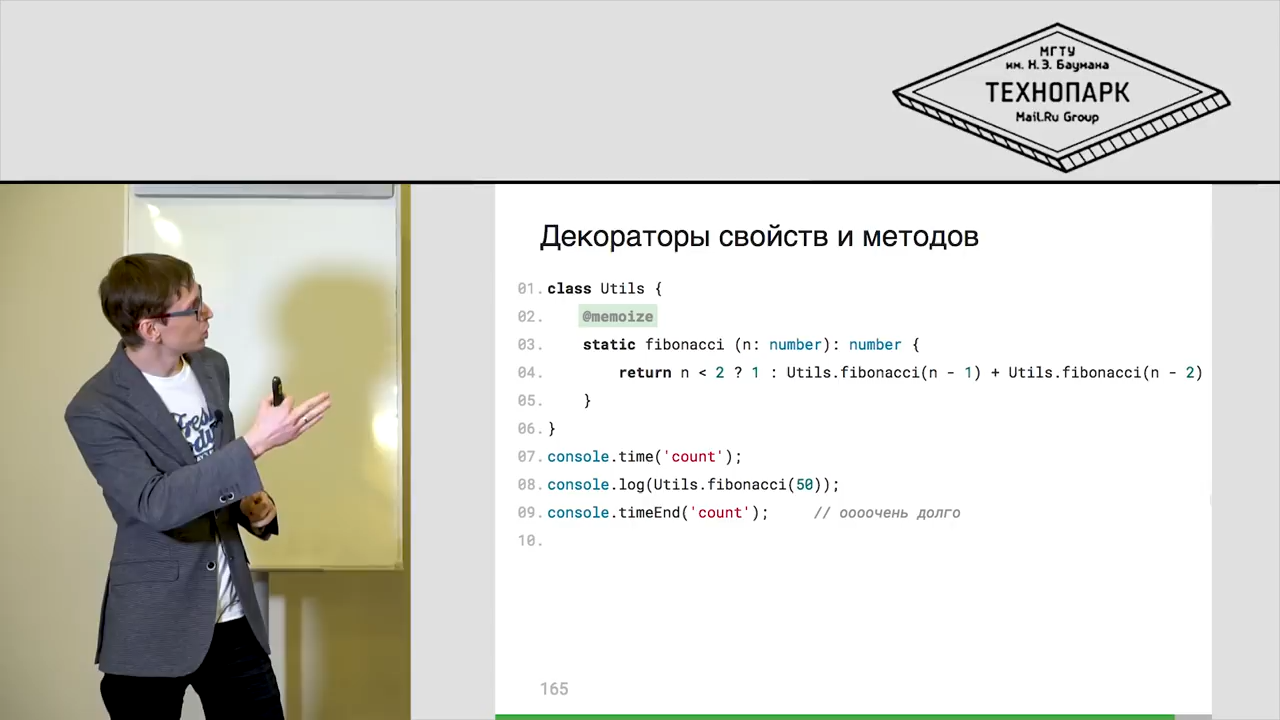 МГТУ
им. Н.Э. Баумана
ТЕХНОПАРК
Mail.Ru Group
Декораторы свойств и методов
01. class Utils {
02. @memoize
03. static fibonacci (n: number): number {
04. return n < 2 ? 1 : Utils.fibonacci(n - 1) + Utils.fibonacci(n - 2)
05. }
06. }
07. console.time('count');
08. console.log(Utils.fibonacci(50));
09. console.timeEnd('count'); // оооочень долго
10.
165